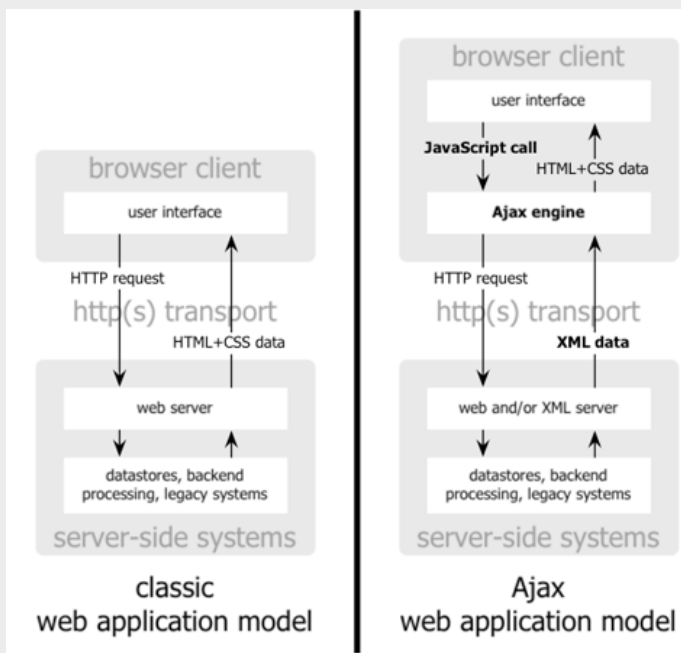 browser client
user interface
HTTP request
http(s) transport
HTML+CSS data
web server
datastores, backend
processing, legacy systems
server-side systems
classic
web application model
browser client
user interface
JavaScript call
HTML+CSS data
Ajax engine
HTTP request
http(s) transport
XML data
web and/or XML server
datastores, backend
processing, legacy systems
server-side systems
Ajax
web application model